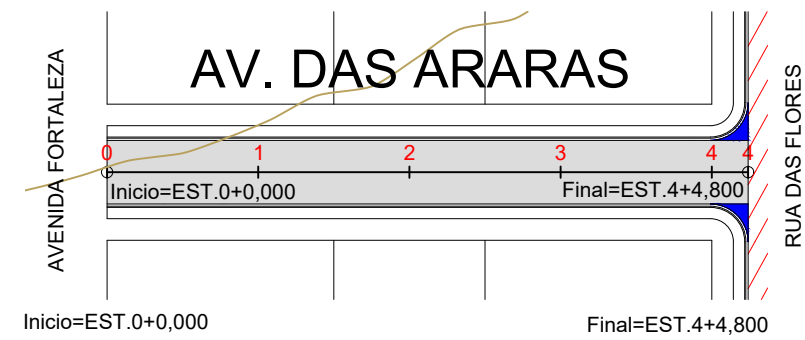 AV. DAS ARARAS
AVENIDA FORTALEZA
RUA DAS FLORES
0 1 2 3 4 4
Inicio=EST.0+0,000
Final=EST.4+4,800
Inicio=EST.0+0,000
Final=EST.4+4,800